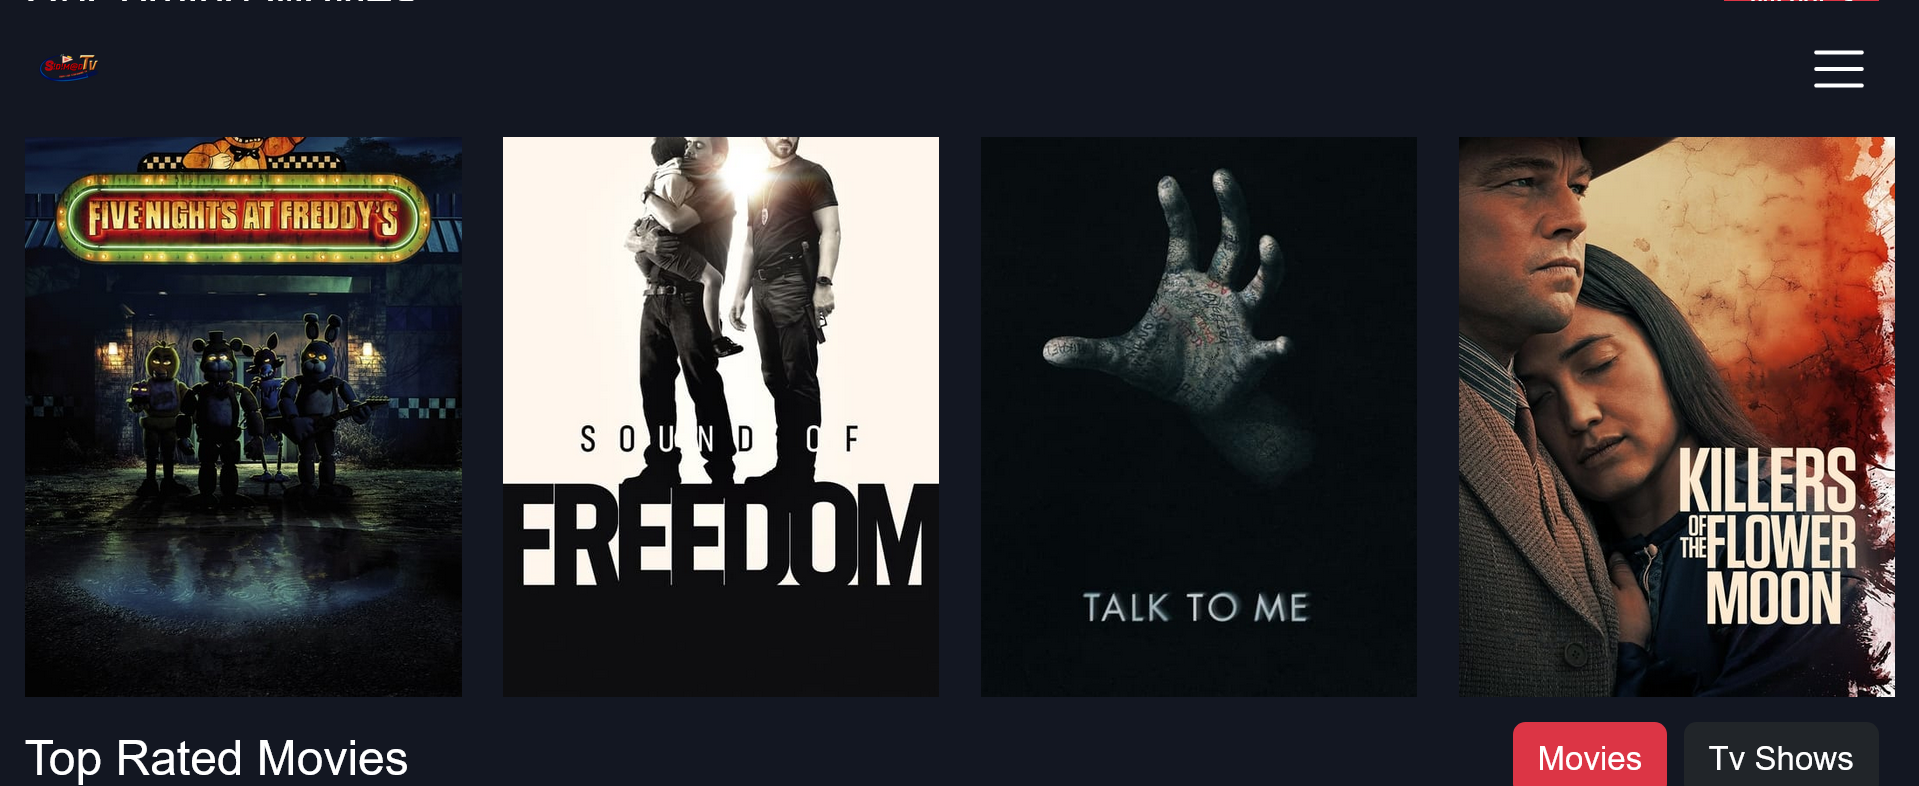 FIVE NIGHTS AT FREDDY'S
SOUND OF
FREEDOM
TALK TO ME
KILLERS
OF THE FLOWER
MOON
Top Rated Movies
Movies
Tv Shows